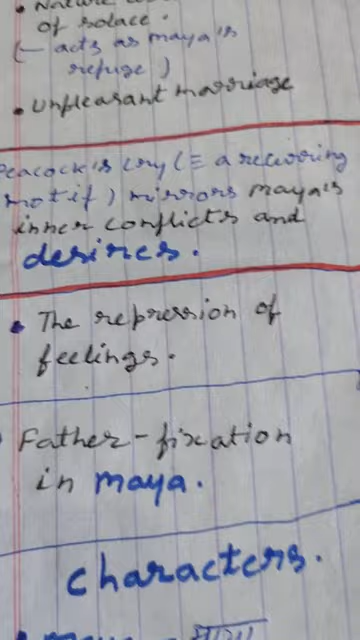 • Nature
of solace.
(– acts as maya's
refuge )
• unpleasant marriage
Peacock's cry (≡ a recurring
motif ) mirrors maya's
inner conflicts and
desires.
• The repression of
feelings.
Father-fixation
in maya.
characters.